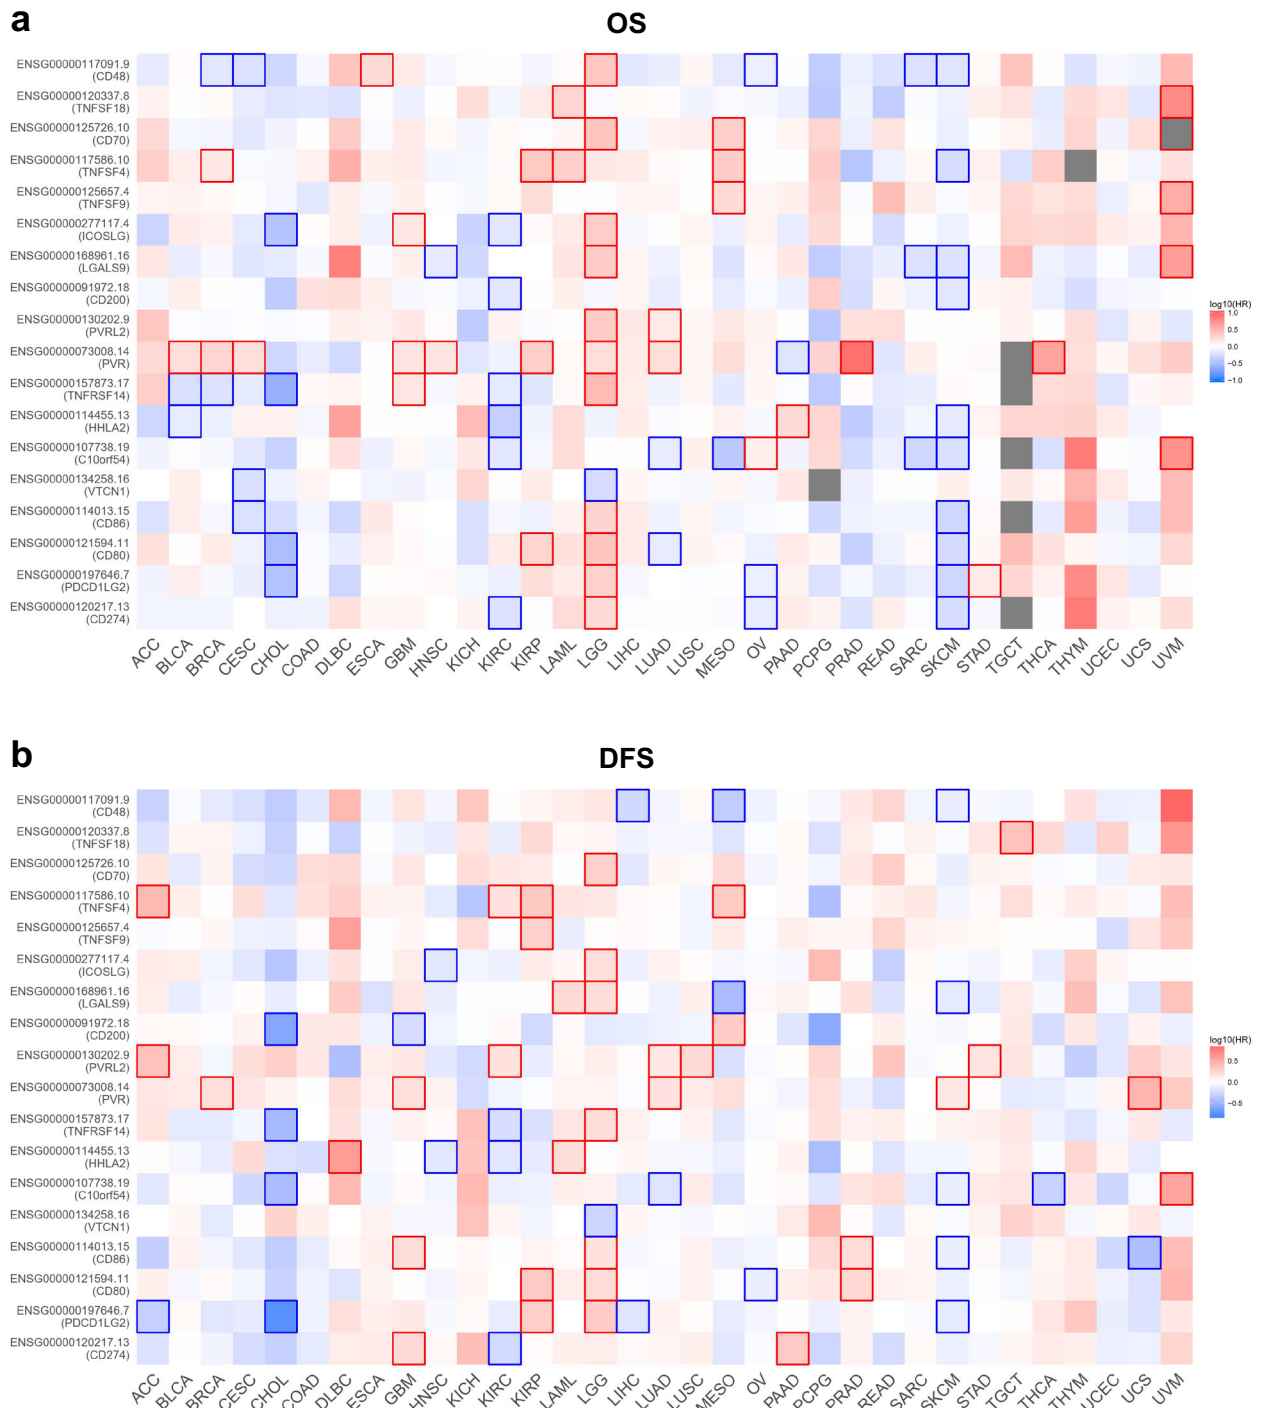 a
OS
ENSG00000117091.9
(CD48)
ENSG00000120337.8
(TNFSF18)
ENSG00000125726.10
(CD70)
ENSG00000117586.10
(TNFSF4)
ENSG00000125657.4
(TNFSF9)
ENSG00000277117.4
(ICOSLG)
ENSG00000168961.16
(LGALS9)
ENSG00000091972.18
(CD200)
ENSG00000130202.9
(PVRL2)
ENSG00000073008.14
(PVR)
ENSG00000157873.17
(TNFRSF14)
ENSG00000114455.13
(HHLA2)
ENSG00000107738.19
(C10orf54)
ENSG00000134258.16
(VTCN1)
ENSG00000114013.15
(CD86)
ENSG00000121594.11
(CD80)
ENSG00000197646.7
(PDCD1LG2)
ENSG00000120217.13
(CD274)
log10(HR)
1.0
0.5
0.0
−0.5
−1.0
ACC BLCA BRCA CESC CHOL COAD DLBC ESCA GBM HNSC KICH KIRC KIRP LAML LGG LIHC LUAD LUSC MESO OV PAAD PCPG PRAD READ SARC SKCM STAD TGCT THCA THYM UCEC UCS UVM
b
DFS
ENSG00000117091.9
(CD48)
ENSG00000120337.8
(TNFSF18)
ENSG00000125726.10
(CD70)
ENSG00000117586.10
(TNFSF4)
ENSG00000125657.4
(TNFSF9)
ENSG00000277117.4
(ICOSLG)
ENSG00000168961.16
(LGALS9)
ENSG00000091972.18
(CD200)
ENSG00000130202.9
(PVRL2)
ENSG00000073008.14
(PVR)
ENSG00000157873.17
(TNFRSF14)
ENSG00000114455.13
(HHLA2)
ENSG00000107738.19
(C10orf54)
ENSG00000134258.16
(VTCN1)
ENSG00000114013.15
(CD86)
ENSG00000121594.11
(CD80)
ENSG00000197646.7
(PDCD1LG2)
ENSG00000120217.13
(CD274)
log10(HR)
0.5
0.0
−0.5
ACC BLCA BRCA CESC CHOL COAD DLBC ESCA GBM HNSC KICH KIRC KIRP LAML LGG LIHC LUAD LUSC MESO OV PAAD PCPG PRAD READ SARC SKCM STAD TGCT THCA THYM UCEC UCS UVM